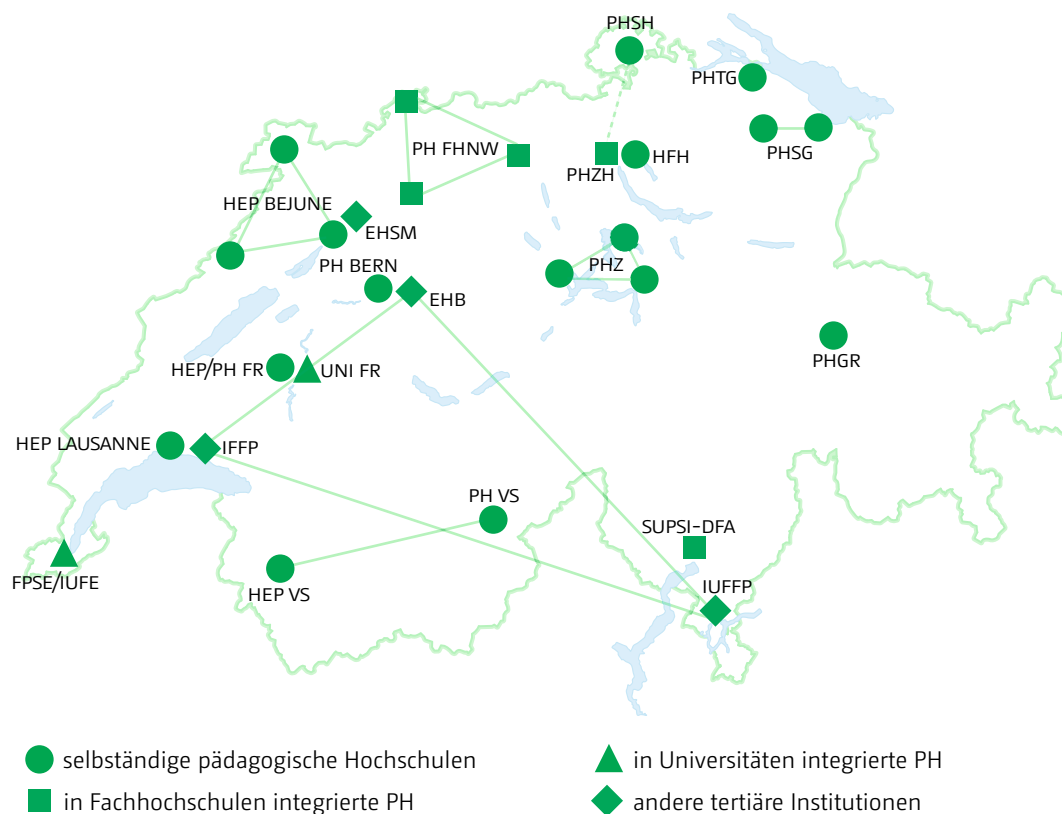 PHSH
PHTG
PH FHNW
PHZH
HFH
PHSG
HEP BEJUNE
EHSM
PH BERN
PHZ
EHB
HEP/PH FR
UNI FR
PHGR
HEP LAUSANNE
IFFP
PH VS
SUPSI-DFA
FPSE/IUFE
HEP VS
IUFFP
selbständige pädagogische Hochschulen
in Universitäten integrierte PH
in Fachhochschulen integrierte PH
andere tertiäre Institutionen